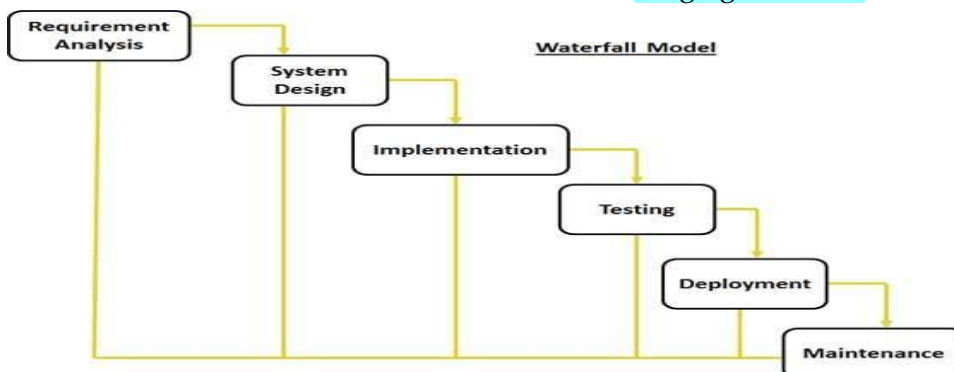 Requirement
Analysis
Waterfall Model
System
Design
Implementation
Testing
Deployment
Maintenance